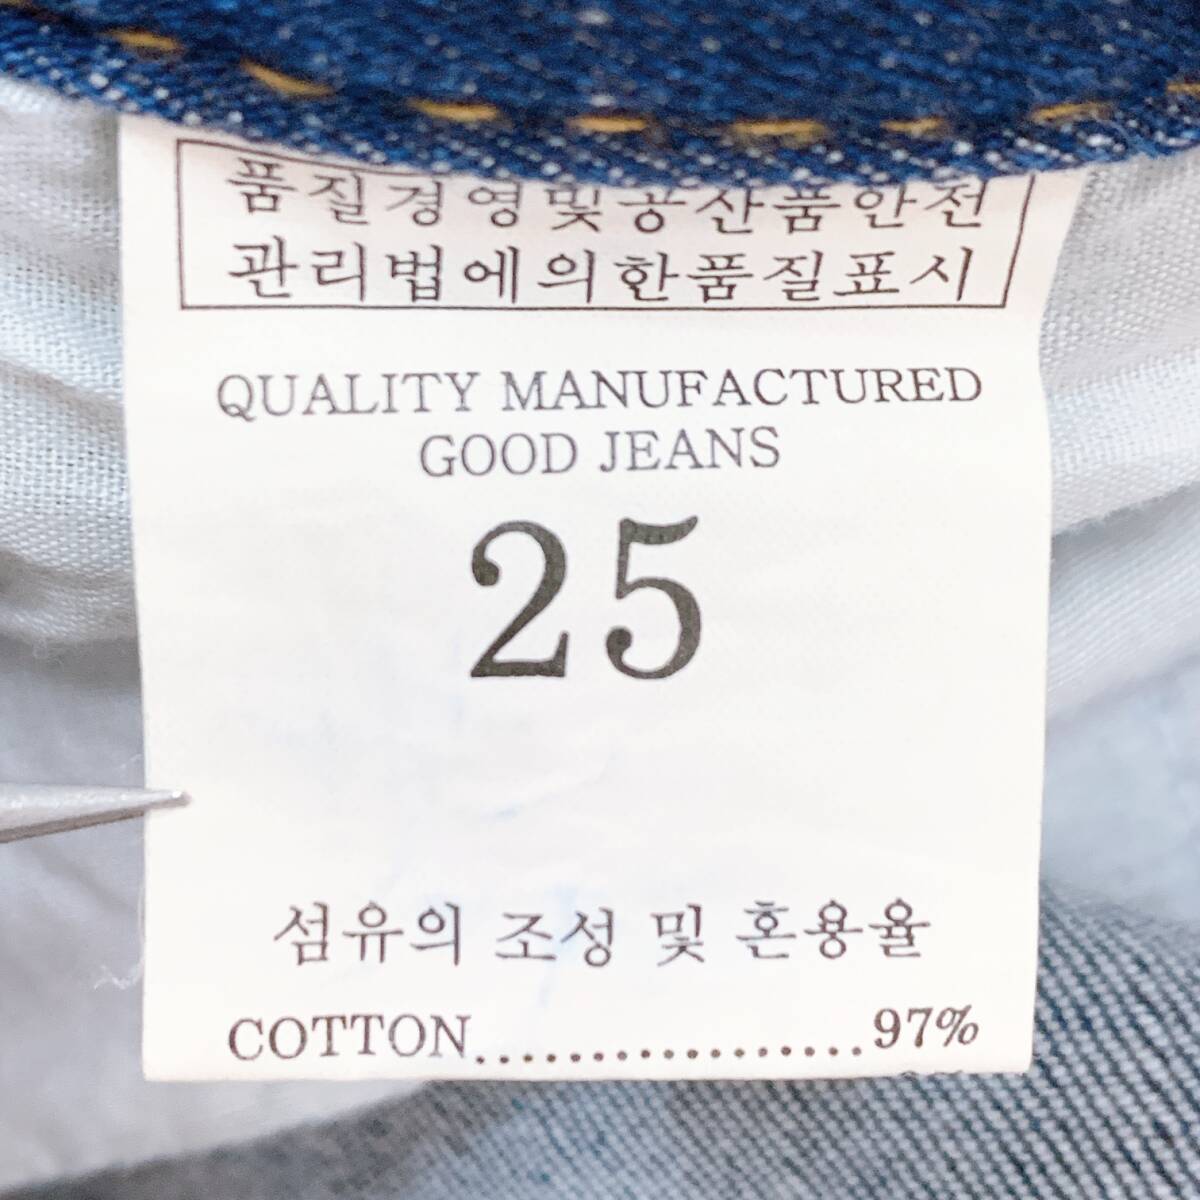 품질경영및공산품안전
관리법에의한품질표시
QUALITY MANUFACTURED
GOOD JEANS
25
섬유의 조성 및 혼용율
COTTON.................97%